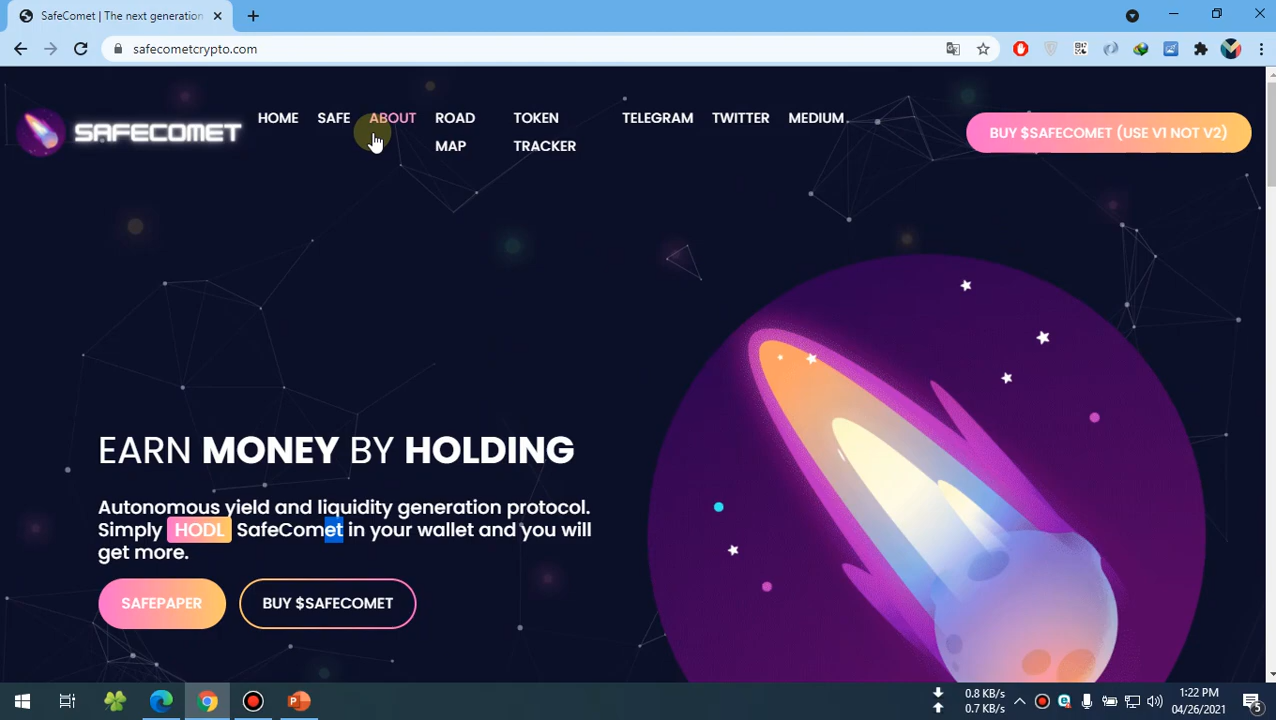 SafeComet | The next generation
safecometcrypto.com
SAFECOMET
HOME
SAFE
ABOUT
ROAD
MAP
TOKEN
TRACKER
TELEGRAM
TWITTER
MEDIUM
BUY $SAFECOMET (USE V1 NOT V2)
EARN MONEY BY HOLDING
Autonomous yield and liquidity generation protocol.
Simply HODL SafeComet in your wallet and you will
get more.
SAFEPAPER
BUY $SAFECOMET
0.8 KB/s
0.7 KB/s
1:22 PM
04/26/2021
5